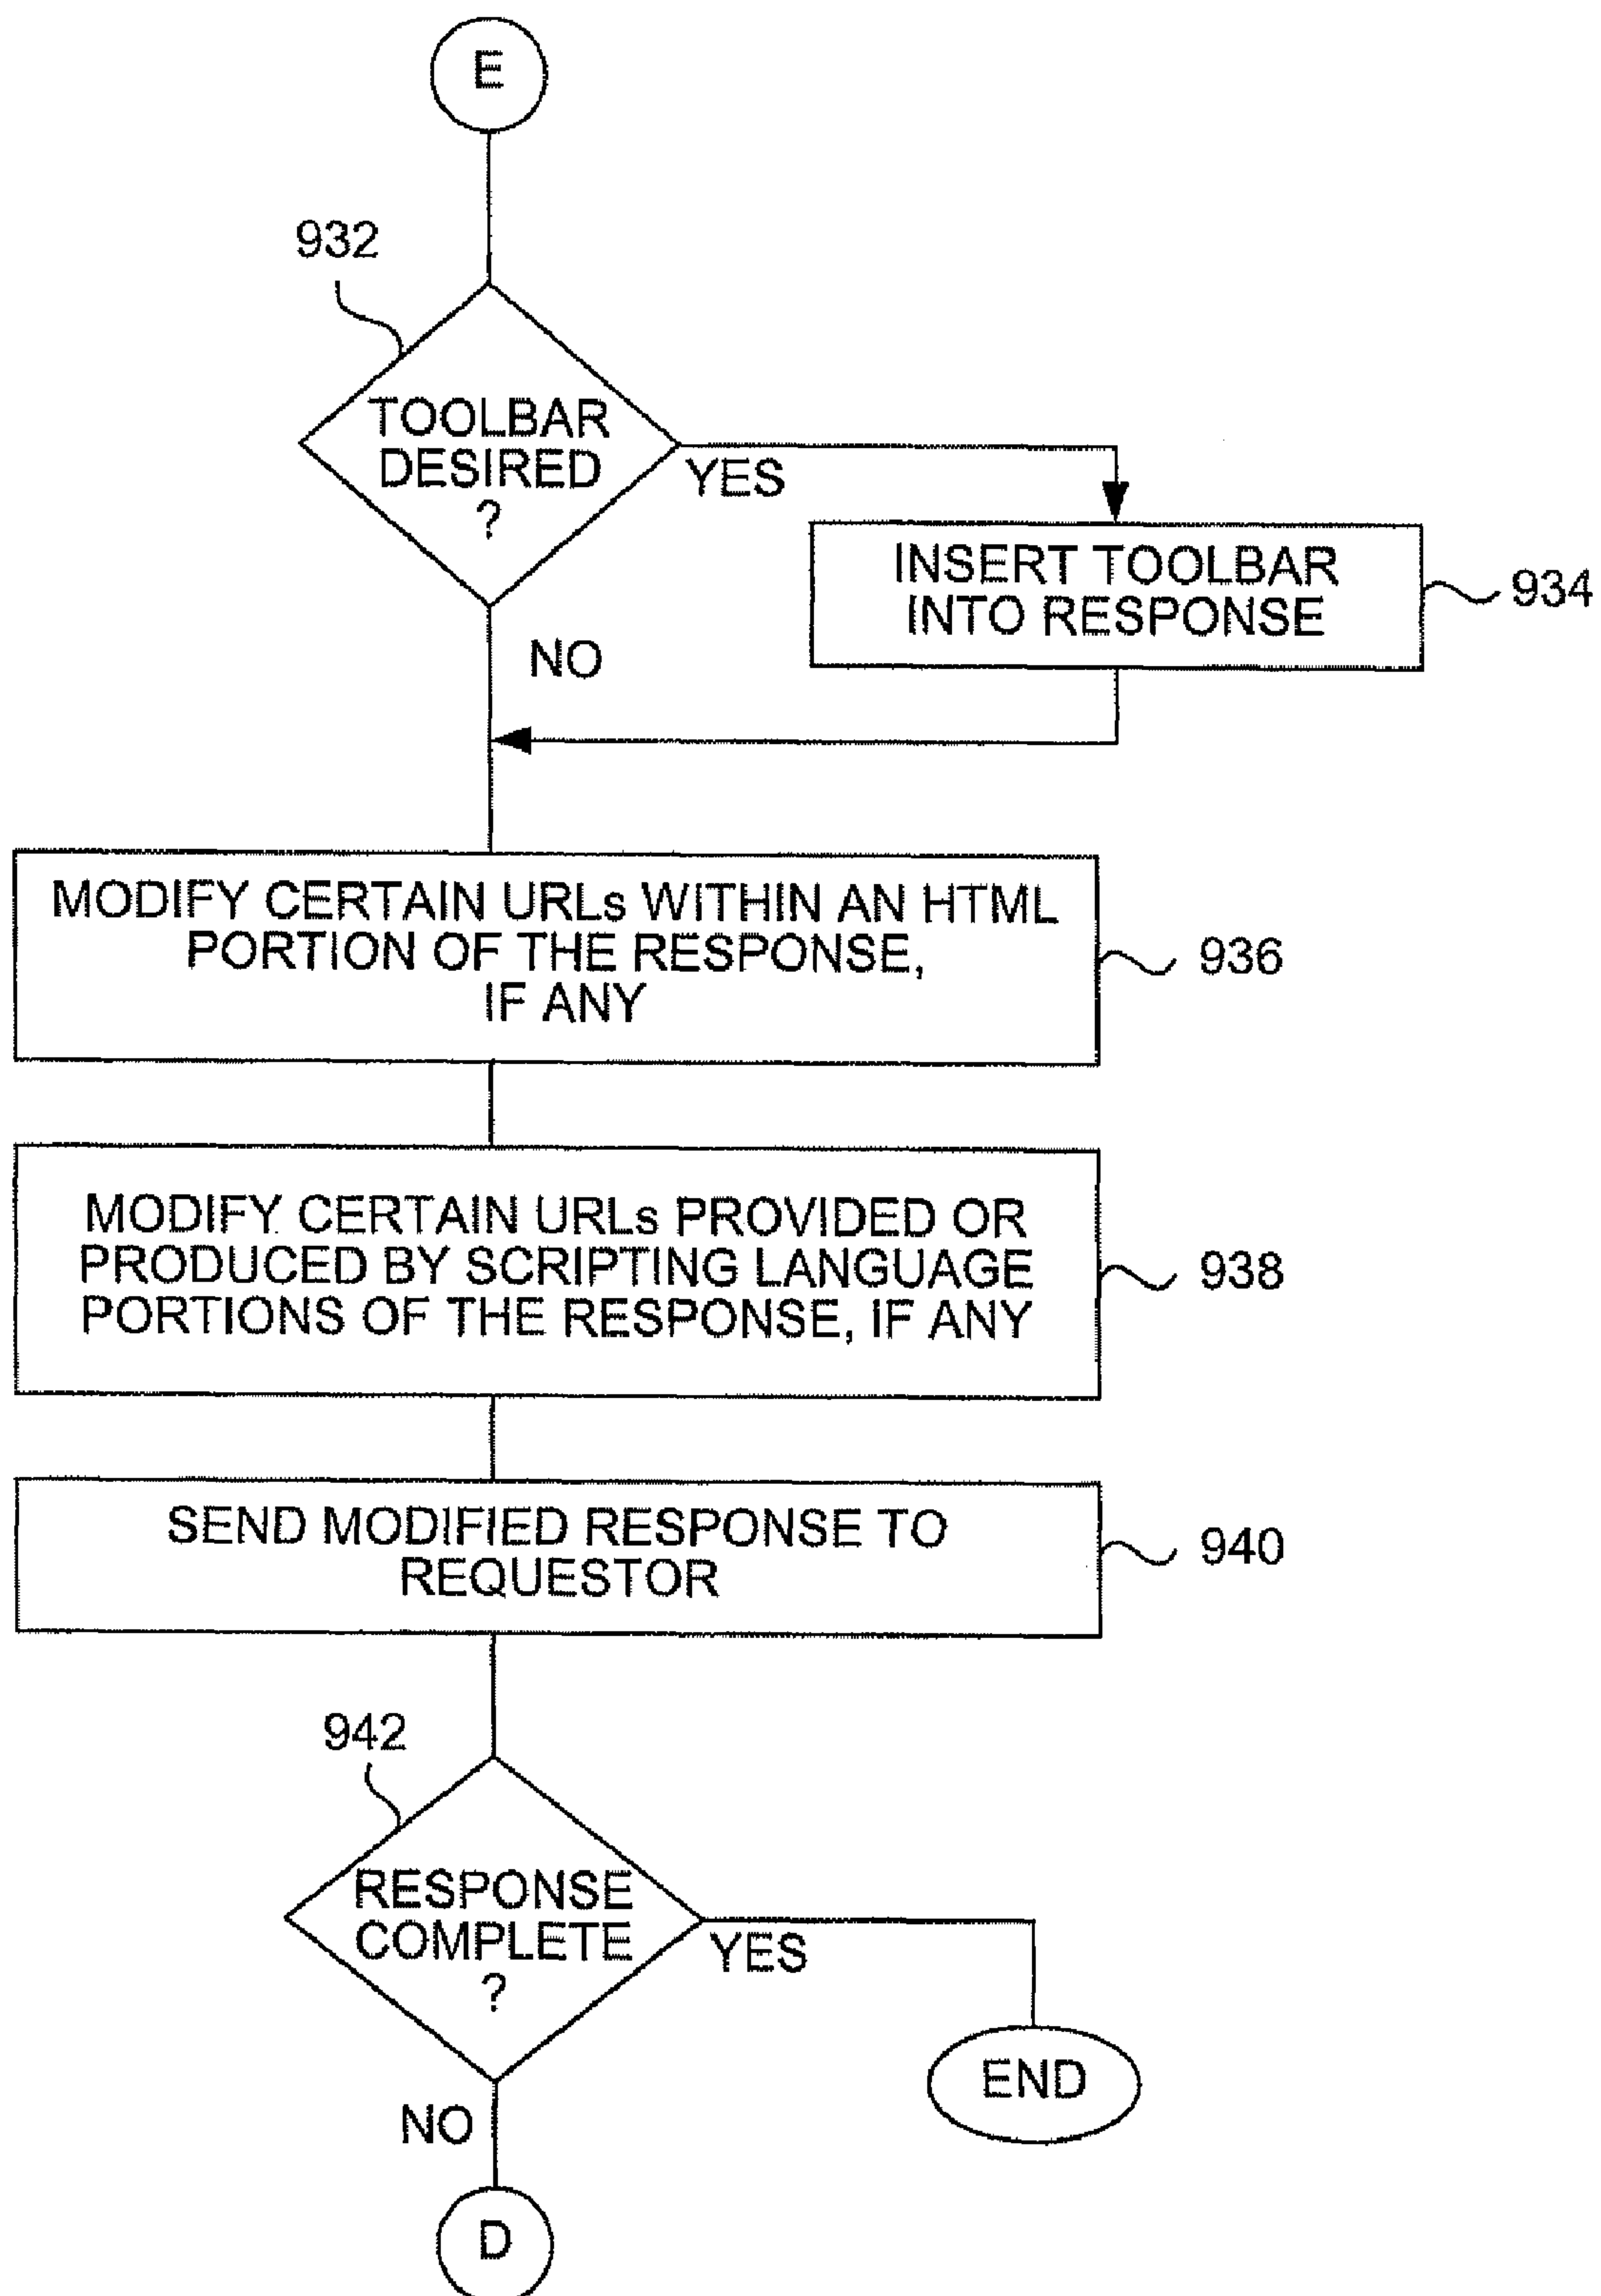 E
932
TOOLBAR
DESIRED
?
YES
INSERT TOOLBAR
INTO RESPONSE
934
NO
MODIFY CERTAIN URLs WITHIN AN HTML
PORTION OF THE RESPONSE,
IF ANY
936
MODIFY CERTAIN URLs PROVIDED OR
PRODUCED BY SCRIPTING LANGUAGE
PORTIONS OF THE RESPONSE, IF ANY
938
SEND MODIFIED RESPONSE TO
REQUESTOR
940
942
RESPONSE
COMPLETE
?
YES
END
NO
D